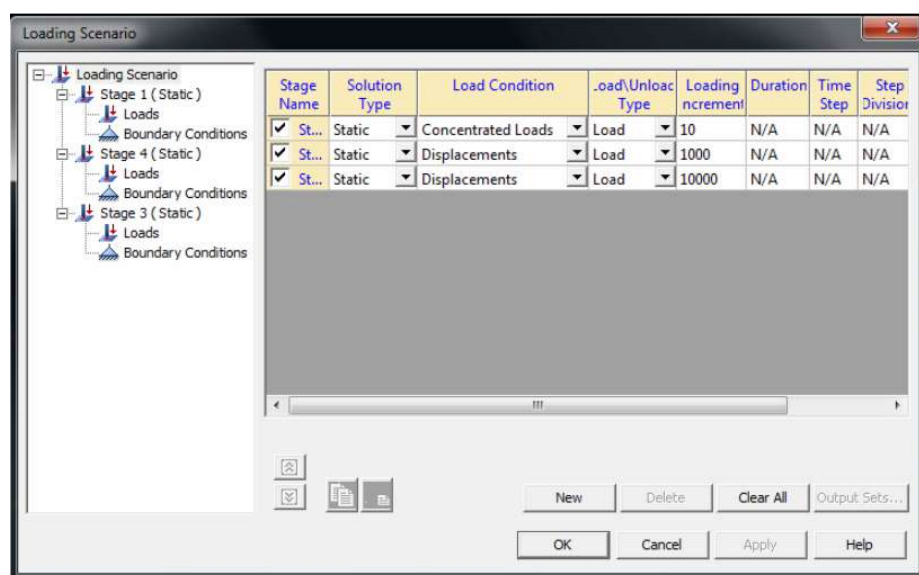 Loading Scenario
Loading Scenario
Stage 1 ( Static )
Loads
Boundary Conditions
Stage 4 ( Static )
Loads
Boundary Conditions
Stage 3 ( Static )
Loads
Boundary Conditions
Stage Solution Load Condition .oad\Unloac Loading Duration Time Step
Name Type Type ncrement Step Division
St... Static Concentrated Loads Load 10 N/A N/A N/A
St... Static Displacements Load 1000 N/A N/A N/A
St... Static Displacements Load 10000 N/A N/A N/A
New Delete Clear All Output Sets...
OK Cancel Apply Help